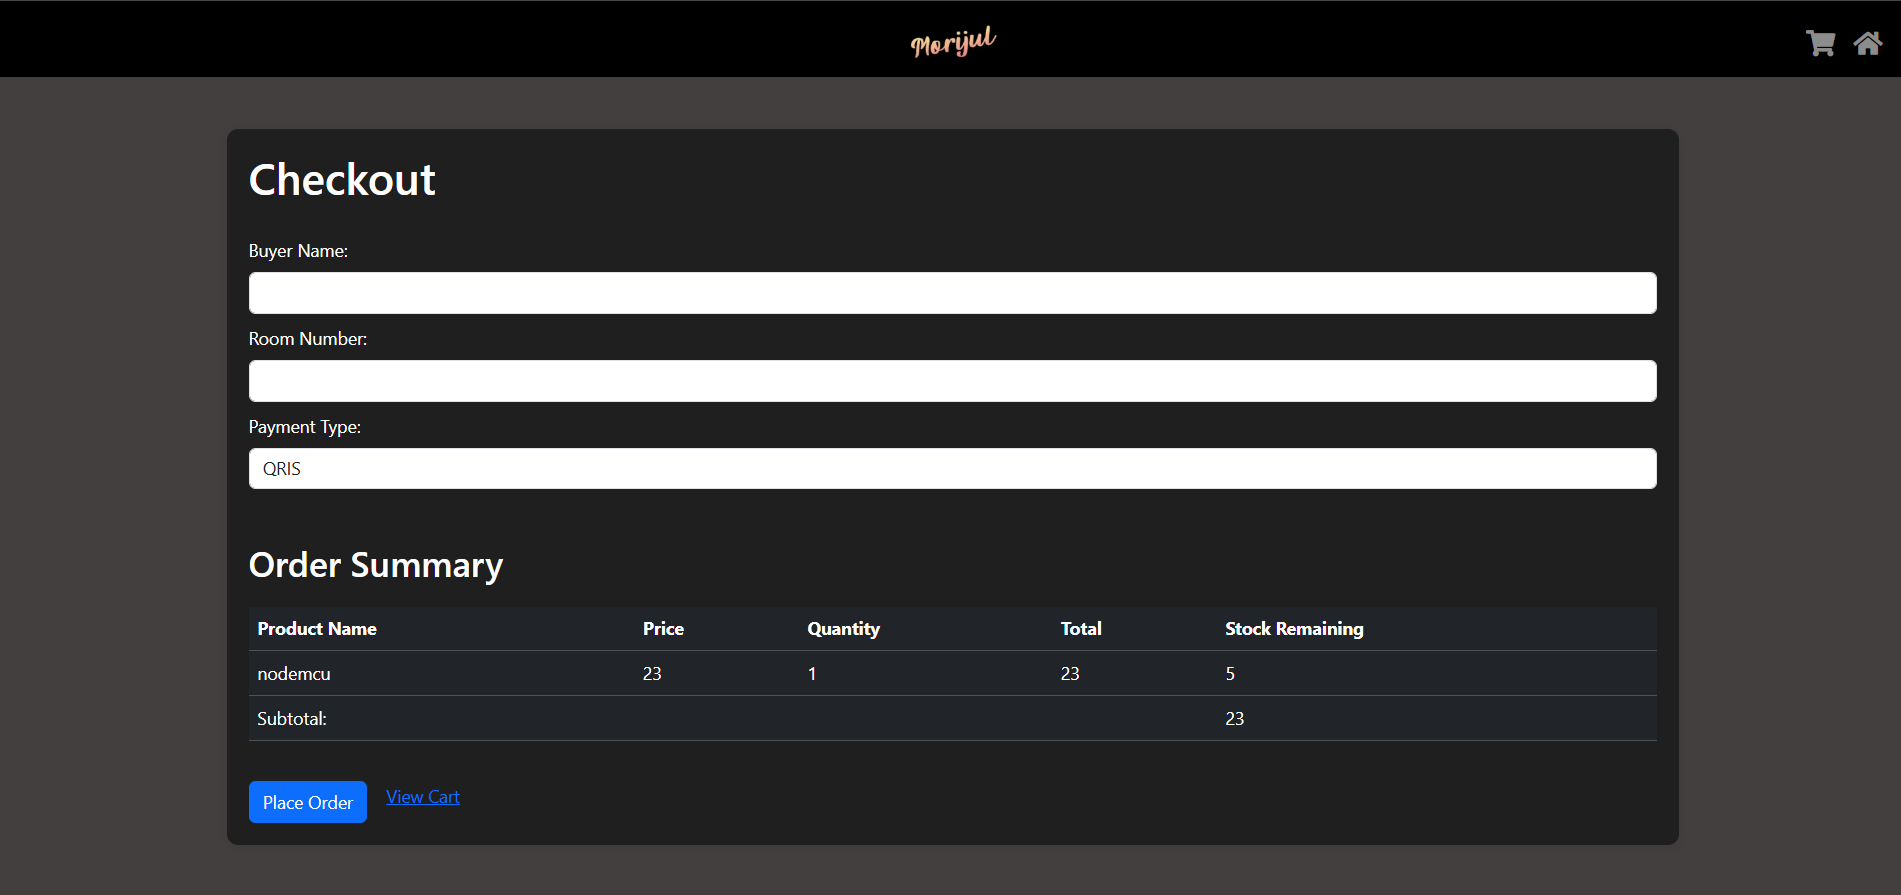 Morijul
Checkout
Buyer Name:
Room Number:
Payment Type:
QRIS
Order Summary
Product Name Price Quantity Total Stock Remaining
nodemcu 23 1 23 5
Subtotal: 23
Place Order View Cart